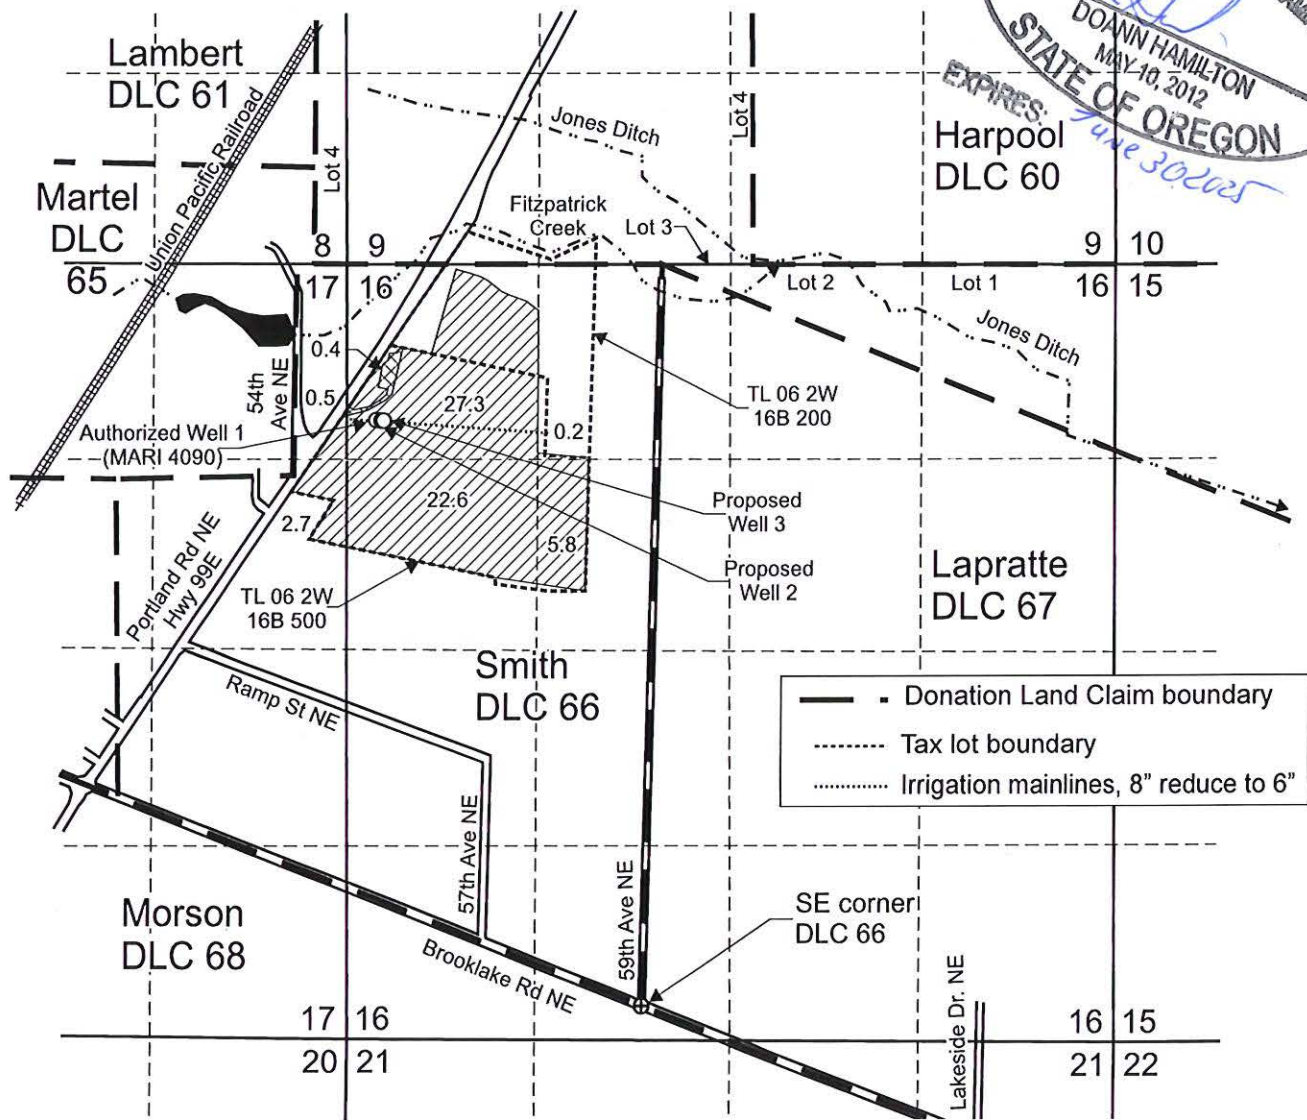 Lambert
DLC 61
Union Pacific Railroad
Lot 4
Jones Ditch
Lot 4
DOANN HAMILTON
MAY 10, 2012
STATE OF OREGON
EXPIRES:
June 30 2025
Harpool
DLC 60
Martel
DLC
65
Fitzpatrick
Creek
Lot 3
8 9
17 16
9 10
16 15
Lot 2
Lot 1
Jones Ditch
0.4
54th
Ave NE
0.5
27.3
0.2
TL 06 2W
16B 200
Authorized Well 1
(MARI 4090)
22.6
2.7
5.8
Proposed
Well 3
Proposed
Well 2
Portland Rd NE
Hwy 99E
TL 06 2W
16B 500
Lapratte
DLC 67
Smith
DLC 66
Ramp St NE
Donation Land Claim boundary
Tax lot boundary
Irrigation mainlines, 8” reduce to 6”
57th Ave NE
59th Ave NE
SE corner
DLC 66
Morson
DLC 68
Brooklake Rd NE
Lakeside Dr. NE
17 16
20 21
16 15
21 22